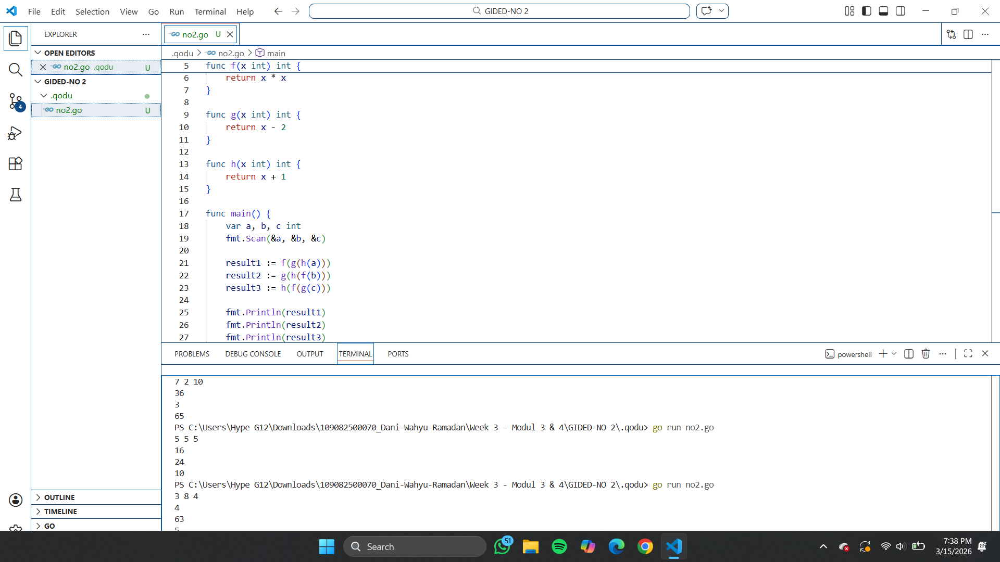 File Edit Selection View Go Run Terminal Help
GIDED-NO 2
EXPLORER
OPEN EDITORS
no2.go .qodu U
GIDED-NO 2
.qodu
no2.go U
OUTLINE
TIMELINE
GO
4
no2.go U
.qodu > no2.go > main
5 func f(x int) int {
6 return x * x
7 }
8
9 func g(x int) int {
10 return x - 2
11 }
12
13 func h(x int) int {
14 return x + 1
15 }
16
17 func main() {
18 var a, b, c int
19 fmt.Scan(&a, &b, &c)
20
21 result1 := f(g(h(a)))
22 result2 := g(h(f(b)))
23 result3 := h(f(g(c)))
24
25 fmt.Println(result1)
26 fmt.Println(result2)
27 fmt.Println(result3)
PROBLEMS DEBUG CONSOLE OUTPUT TERMINAL PORTS
powershell
7 2 10
36
3
65
PS C:\Users\Hype G12\Downloads\109082500070_Dani-Wahyu-Ramadan\Week 3 - Modul 3 & 4\GIDED-NO 2\.qodu> go run no2.go
5 5 5
16
24
10
PS C:\Users\Hype G12\Downloads\109082500070_Dani-Wahyu-Ramadan\Week 3 - Modul 3 & 4\GIDED-NO 2\.qodu> go run no2.go
3 8 4
4
63
5
Search
51
7:38 PM
3/15/2026